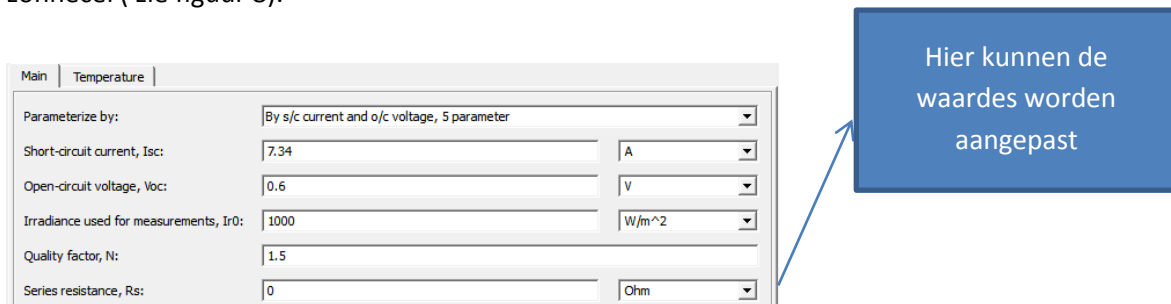 zonnecel ( zie figuur 8).
Main Temperature
Parameterize by: By s/c current and o/c voltage, 5 parameter
Short-circuit current, Isc: 7.34 A
Open-circuit voltage, Voc: 0.6 V
Irradiance used for measurements, Ir0: 1000 W/m^2
Quality factor, N: 1.5
Series resistance, Rs: 0 Ohm
Hier kunnen de
waardes worden
aangepast